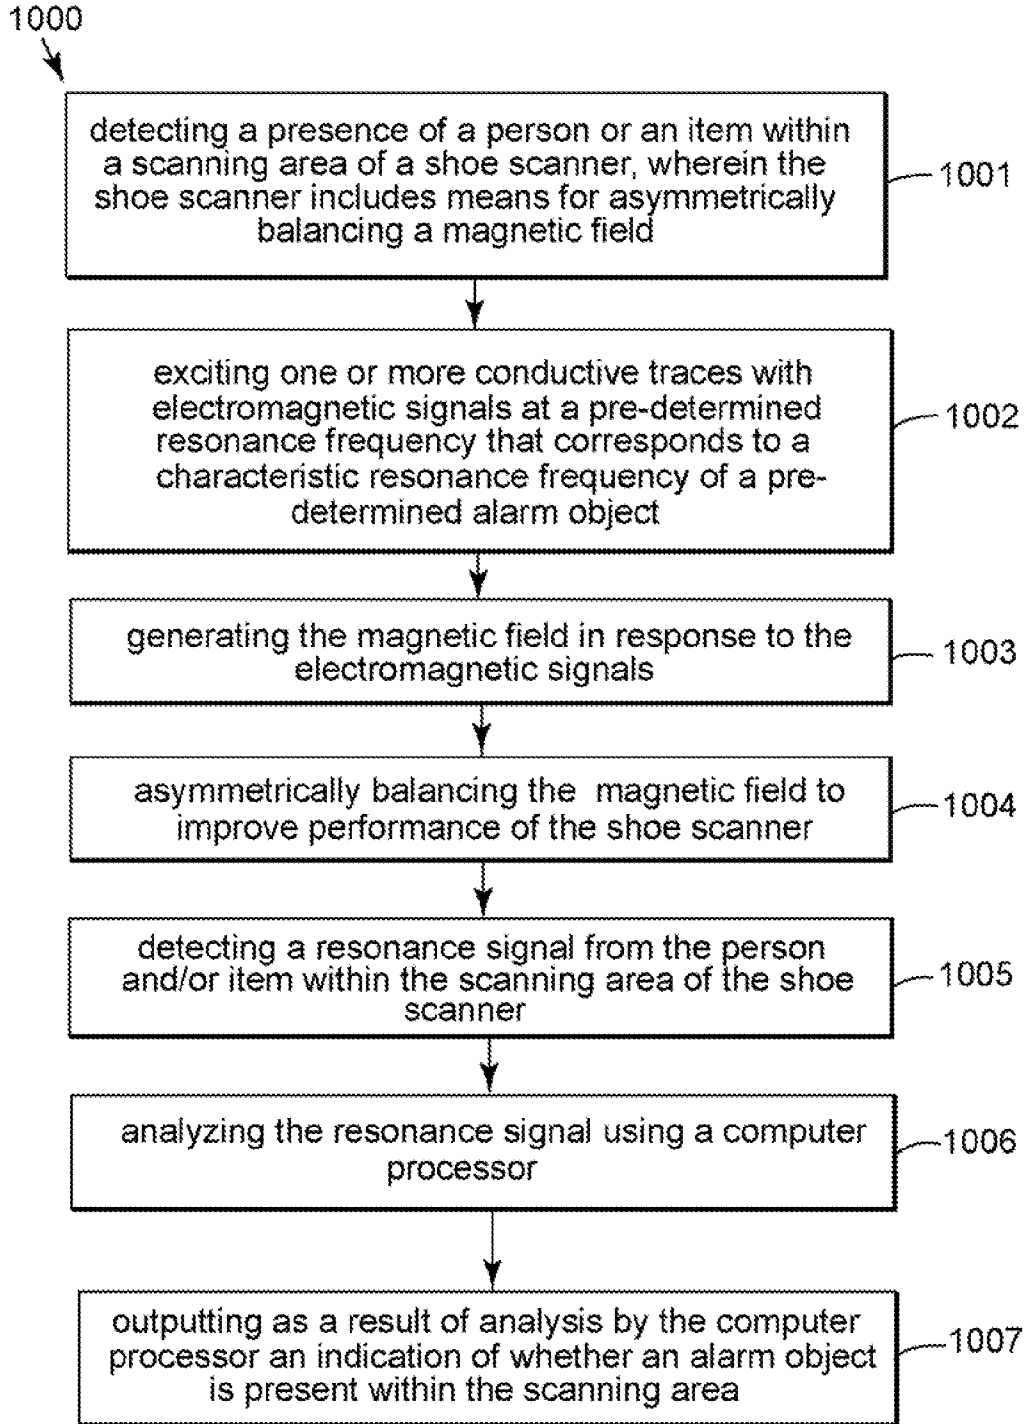 1000
detecting a presence of a person or an item within
a scanning area of a shoe scanner, wherein the
shoe scanner includes means for asymmetrically
balancing a magnetic field
1001
exciting one or more conductive traces with
electromagnetic signals at a pre-determined
resonance frequency that corresponds to a
characteristic resonance frequency of a pre-
determined alarm object
1002
generating the magnetic field in response to the
electromagnetic signals
1003
asymmetrically balancing the magnetic field to
improve performance of the shoe scanner
1004
detecting a resonance signal from the person
and/or item within the scanning area of the shoe
scanner
1005
analyzing the resonance signal using a computer
processor
1006
outputting as a result of analysis by the computer
processor an indication of whether an alarm object
is present within the scanning area
1007